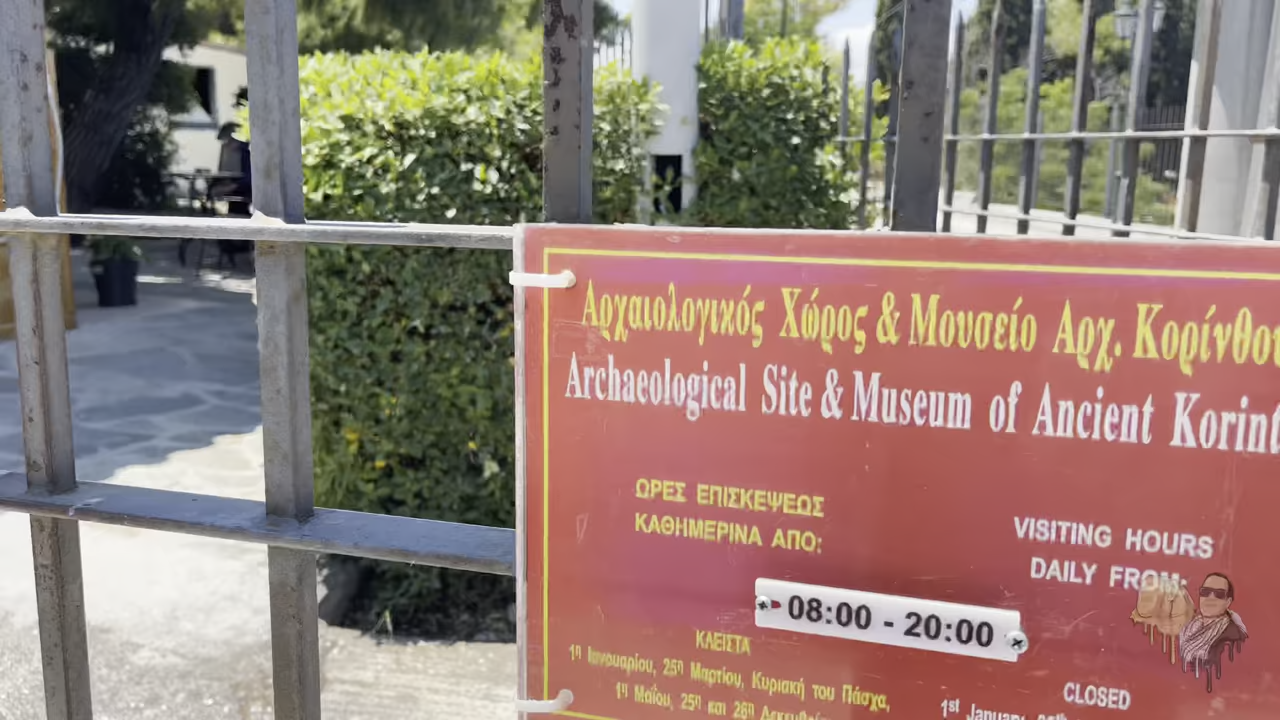 Αρχαιολογικός Χώρος & Μουσείο Αρχ. Κορίνθου
Archaeological Site & Museum of Ancient Korint
ΩΡΕΣ ΕΠΙΣΚΕΨΕΩΣ
ΚΑΘΗΜΕΡΙΝΑ ΑΠΟ:
VISITING HOURS
DAILY FROM:
08:00 - 20:00
ΚΛΕΙΣΤΑ
1η Ιανουαρίου, 25η Μαρτίου, Κυριακή του Πάσχα,
1η Μαΐου, 25η και 26η Δεκεμβρίου
CLOSED
1st January,